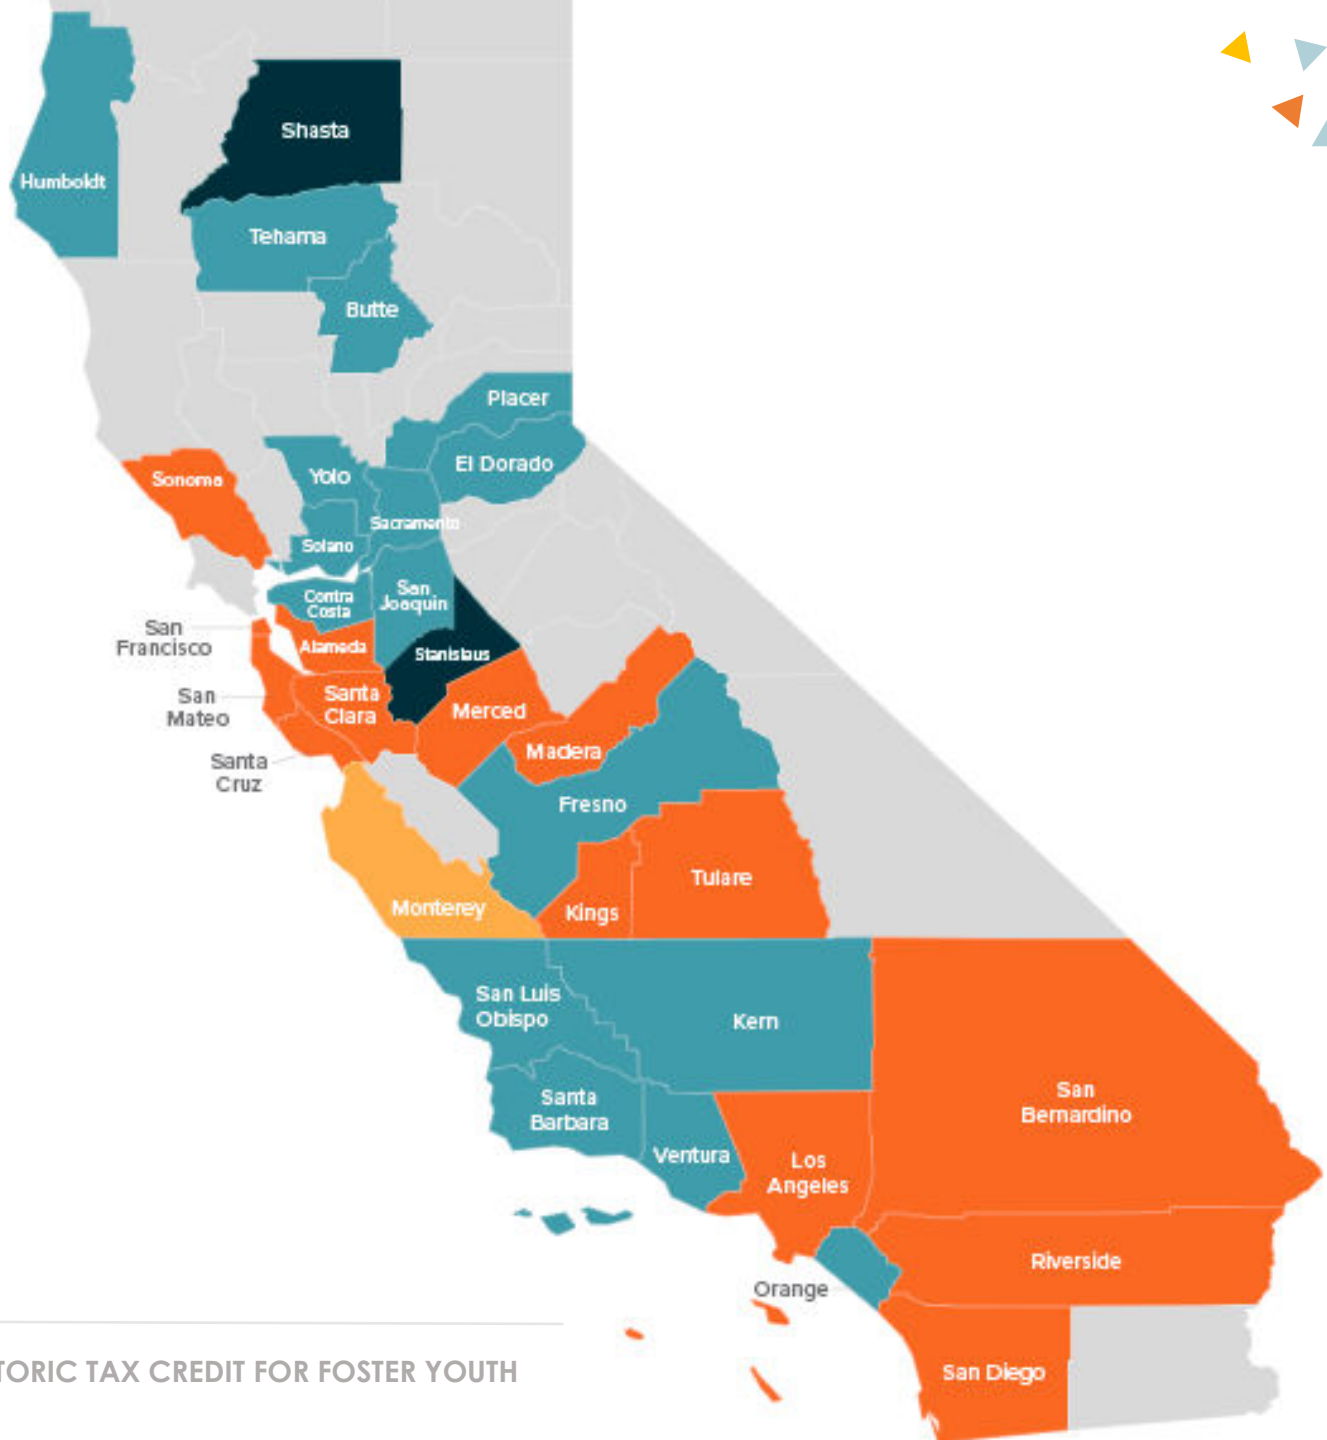 Shasta
Humboldt
Tehama
Butte
Placer
El Dorado
Sonoma
Yolo
Sacramento
Solano
Contra
Costa
San
Joaquin
San
Francisco
Alameda
Stanislaus
San
Mateo
Santa
Clara
Merced
Madera
Santa
Cruz
Fresno
Tulare
Kings
Monterey
San Luis
Obispo
Kern
Santa
Barbara
Ventura
Los
Angeles
San
Bernardino
Riverside
Orange
San Diego
TORIC TAX CREDIT FOR FOSTER YOUTH